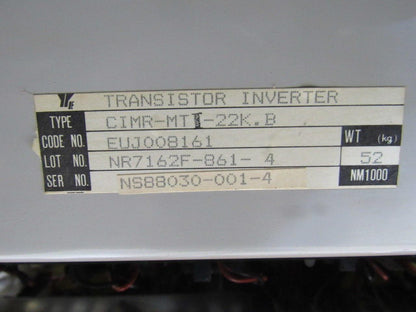 TRANSISTOR INVERTER
TYPE CIMR-MTI-22K.B
CODE NO. EUJ008161 WT (kg)
LOT NO. NR7162F-861- 4 52
SER NO. NS88030-001-4 NM1000